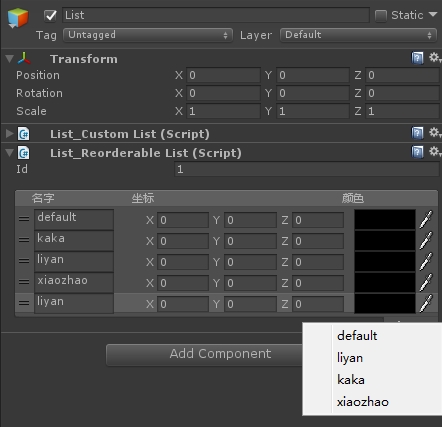 List Static
Tag Untagged Layer Default
Transform
Position X 0 Y 0 Z 0
Rotation X 0 Y 0 Z 0
Scale X 1 Y 1 Z 1
List_Custom List (Script)
List_Reorderable List (Script)
Id 1
名字 坐标 颜色
default X 0 Y 0 Z 0
kaka X 0 Y 0 Z 0
liyan X 0 Y 0 Z 0
xiaozhao X 0 Y 0 Z 0
liyan X 0 Y 0 Z 0
Add Component
default
liyan
kaka
xiaozhao